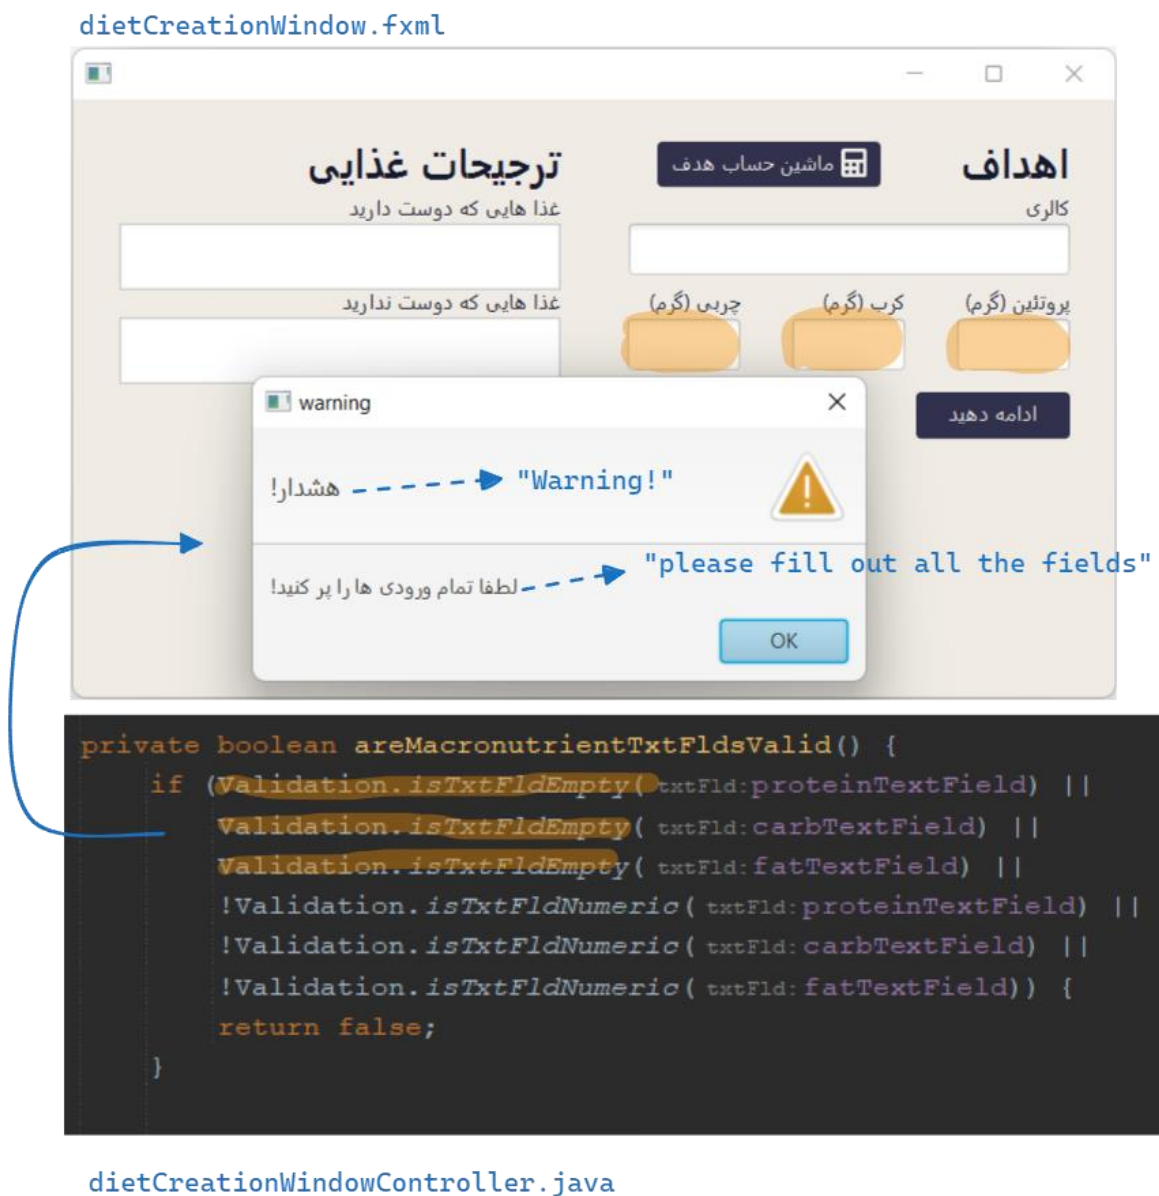 dietCreationWindow.fxml
اهداف
ماشین حساب هدف
ترجیحات غذایی
کالری
غذا هایی که دوست دارید
پروتئین (گرم)
کرب (گرم)
چربی (گرم)
غذا هایی که دوست ندارید
ادامه دهید
warning
هشدار!
"Warning!"
لطفا تمام ورودی ها را پر کنید!
"please fill out all the fields"
OK
private boolean areMacronutrientTxtFldsValid() {
if (Validation.isTxtFldEmpty( txtFld: proteinTextField) ||
Validation.isTxtFldEmpty( txtFld: carbTextField) ||
Validation.isTxtFldEmpty( txtFld: fatTextField) ||
!Validation.isTxtFldNumeric( txtFld: proteinTextField) ||
!Validation.isTxtFldNumeric( txtFld: carbTextField) ||
!Validation.isTxtFldNumeric( txtFld: fatTextField)) {
return false;
}
dietCreationWindowController.java